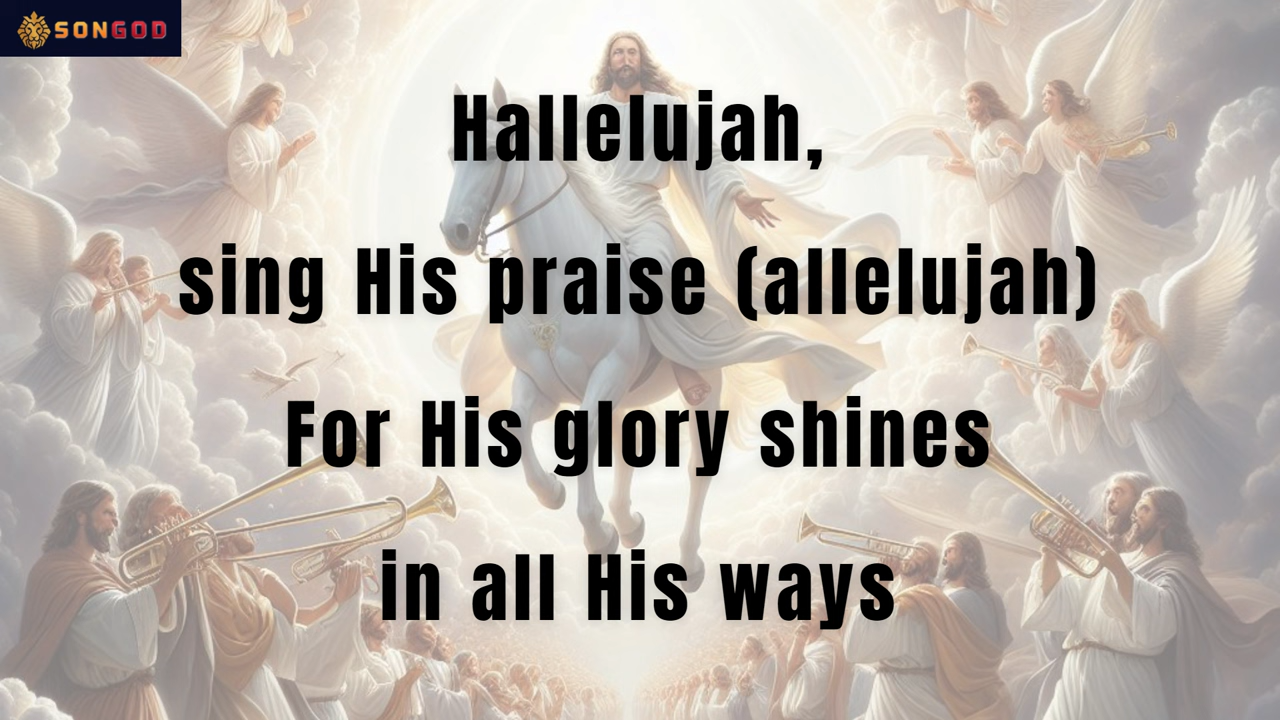 SONGOD
Hallelujah,
sing His praise (allelujah)
For His glory shines
in all His ways